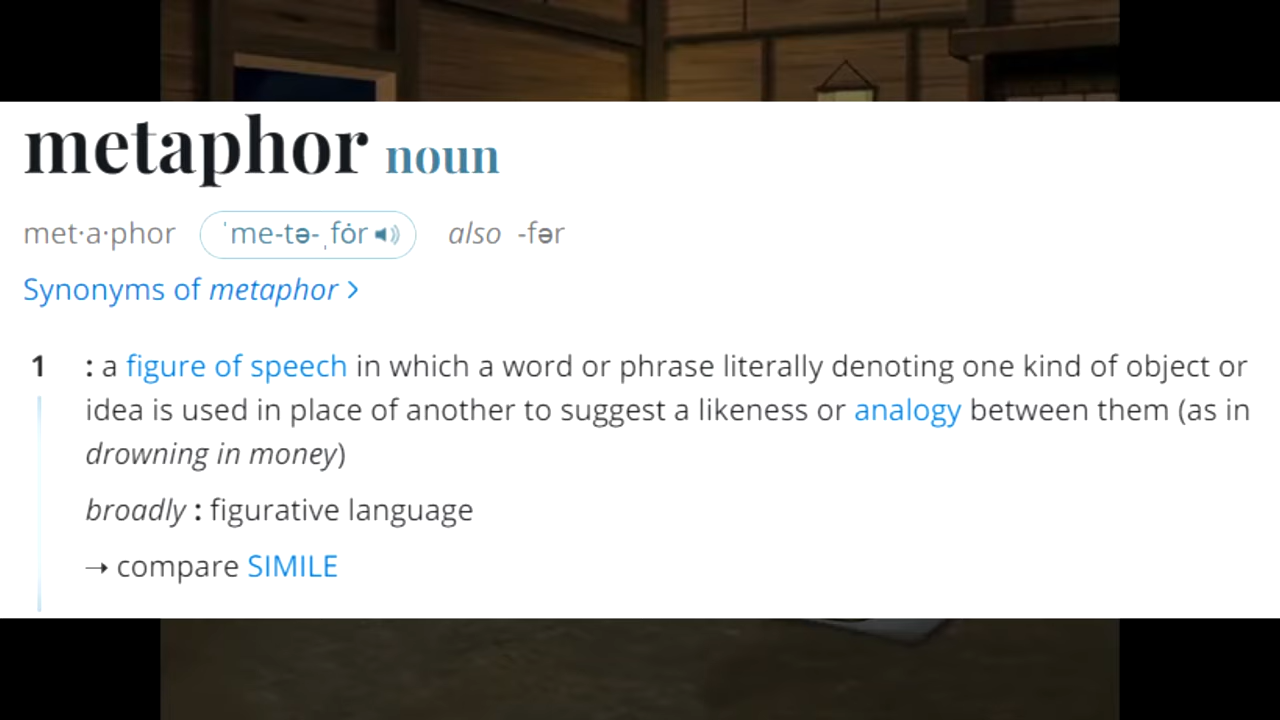 metaphor noun
met·a·phor ˈme-tə-ˌfȯr also -fər
Synonyms of metaphor >
1 : a figure of speech in which a word or phrase literally denoting one kind of object or
idea is used in place of another to suggest a likeness or analogy between them (as in
drowning in money)
broadly : figurative language
→ compare SIMILE